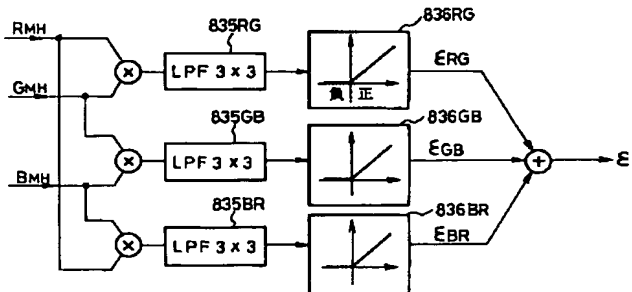 835RG
836RG
RMH
LPF 3×3
負 正
εRG
GMH
835GB
836GB
LPF 3×3
εGB
ε
BMH
835BR
836BR
LPF 3×3
εBR